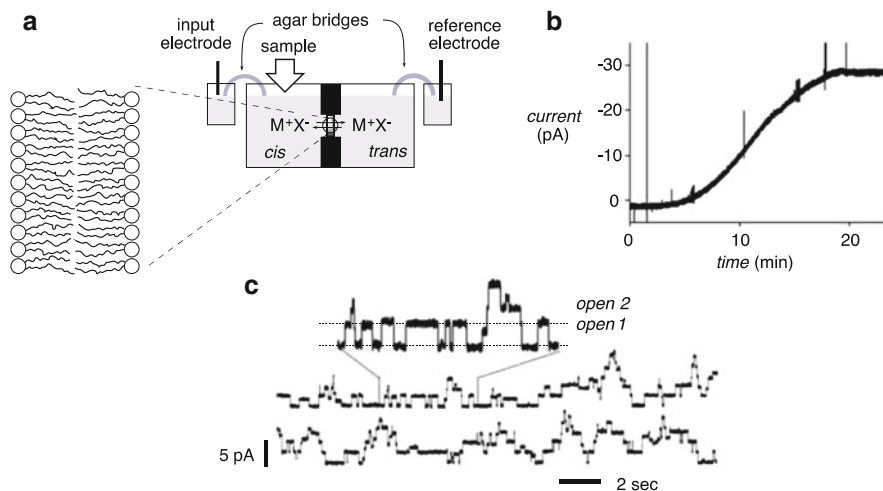 a
input
electrode
agar bridges
sample
reference
electrode
M⁺X⁻
M⁺X⁻
cis
trans
b
-30
-20
-10
0
current
(pA)
0
10
20
time (min)
c
open 2
open 1
5 pA
2 sec